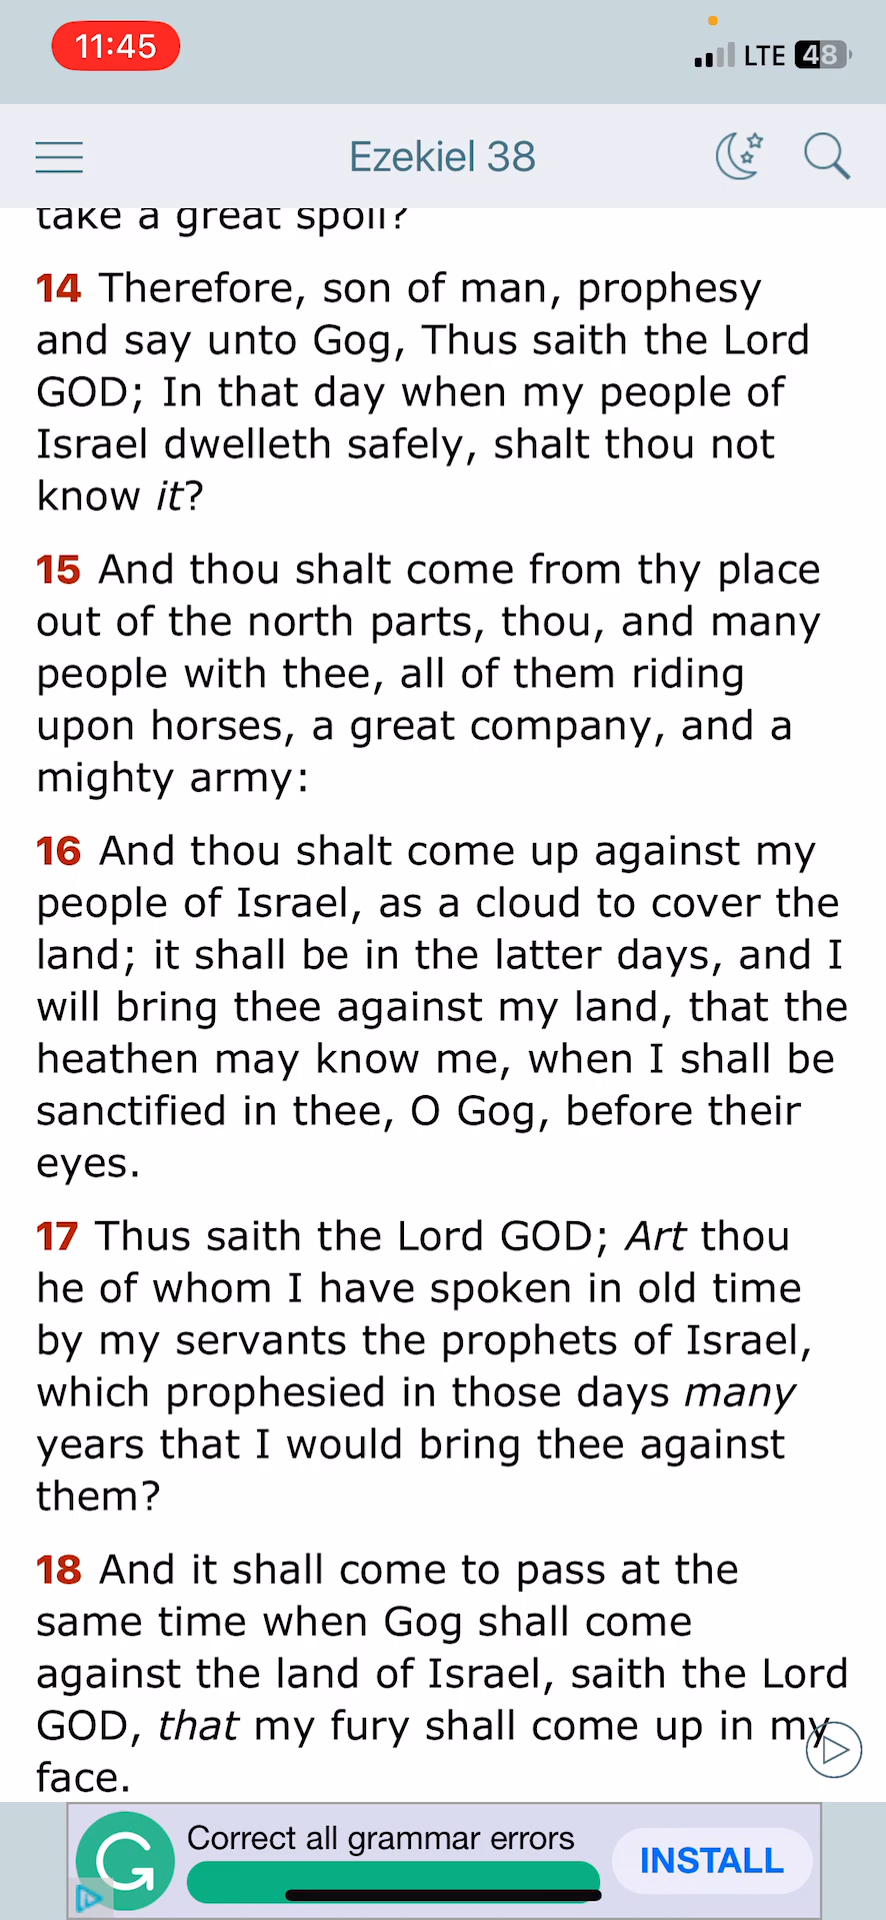 11:45
LTE 48
Ezekiel 38
take a great spoil?
14 Therefore, son of man, prophesy
and say unto Gog, Thus saith the Lord
GOD; In that day when my people of
Israel dwelleth safely, shalt thou not
know it?
15 And thou shalt come from thy place
out of the north parts, thou, and many
people with thee, all of them riding
upon horses, a great company, and a
mighty army:
16 And thou shalt come up against my
people of Israel, as a cloud to cover the
land; it shall be in the latter days, and I
will bring thee against my land, that the
heathen may know me, when I shall be
sanctified in thee, O Gog, before their
eyes.
17 Thus saith the Lord GOD; Art thou
he of whom I have spoken in old time
by my servants the prophets of Israel,
which prophesied in those days many
years that I would bring thee against
them?
18 And it shall come to pass at the
same time when Gog shall come
against the land of Israel, saith the Lord
GOD, that my fury shall come up in my
face.
Correct all grammar errors
INSTALL